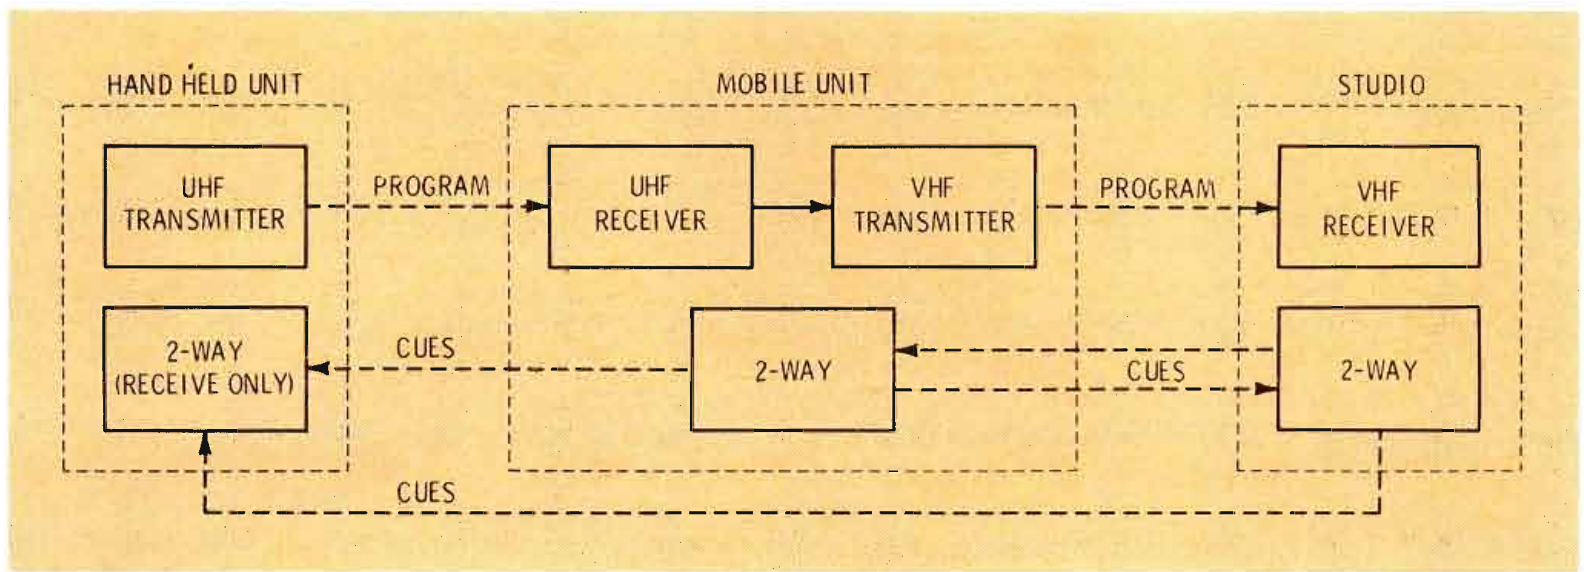 HAND HELD UNIT
MOBILE UNIT
STUDIO
UHF
TRANSMITTER
PROGRAM
UHF
RECEIVER
VHF
TRANSMITTER
PROGRAM
VHF
RECEIVER
2-WAY
(RECEIVE ONLY)
CUES
2-WAY
CUES
2-WAY
CUES